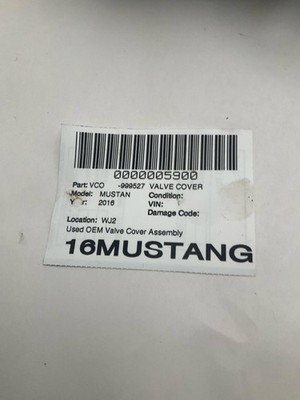 0000005900
Part: VCO -999527 VALVE COVER
Model: MUSTAN Condition:
Year: 2016 VIN:
Damage Code:
Location: WJ2
Used OEM Valve Cover Assembly
16MUSTANG